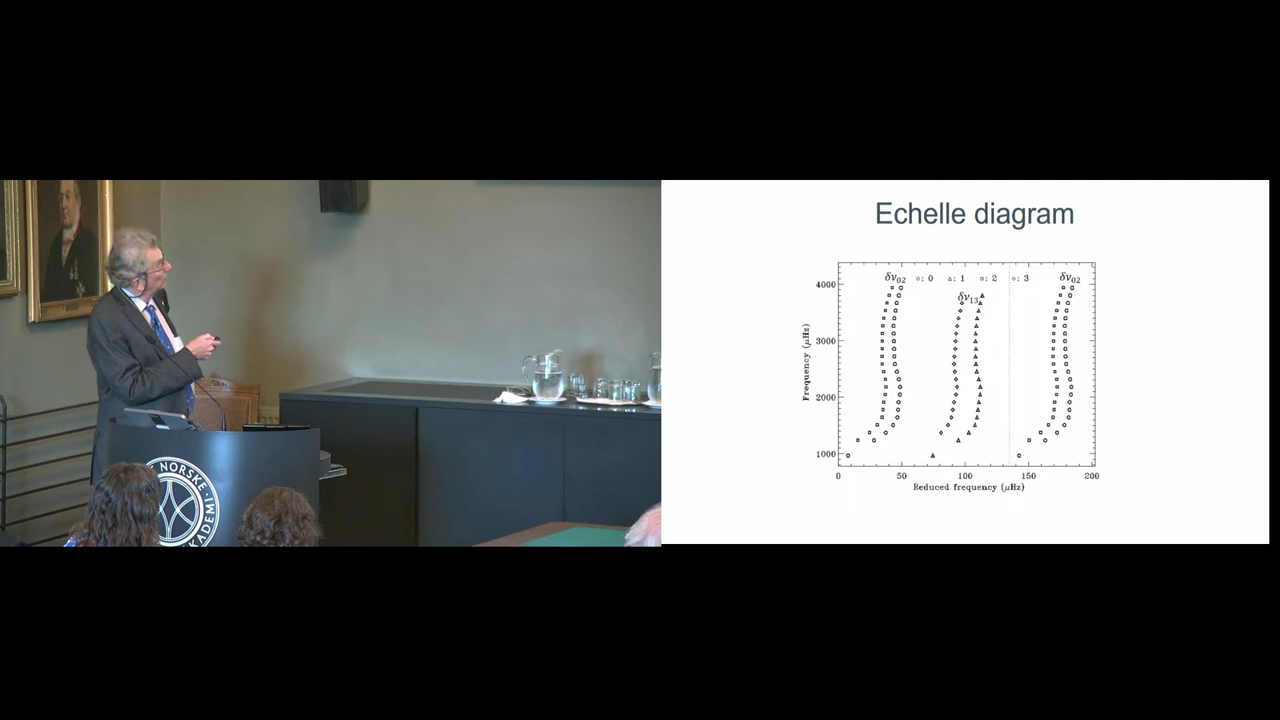 Echelle diagram
δν02 ○: 0 △: 1 □: 2 ◇: 3 δν02
δν13
4000
3000
2000
1000
Frequency (μHz)
0 50 100 150 200
Reduced frequency (μHz)
NORSKE
AKADEMI